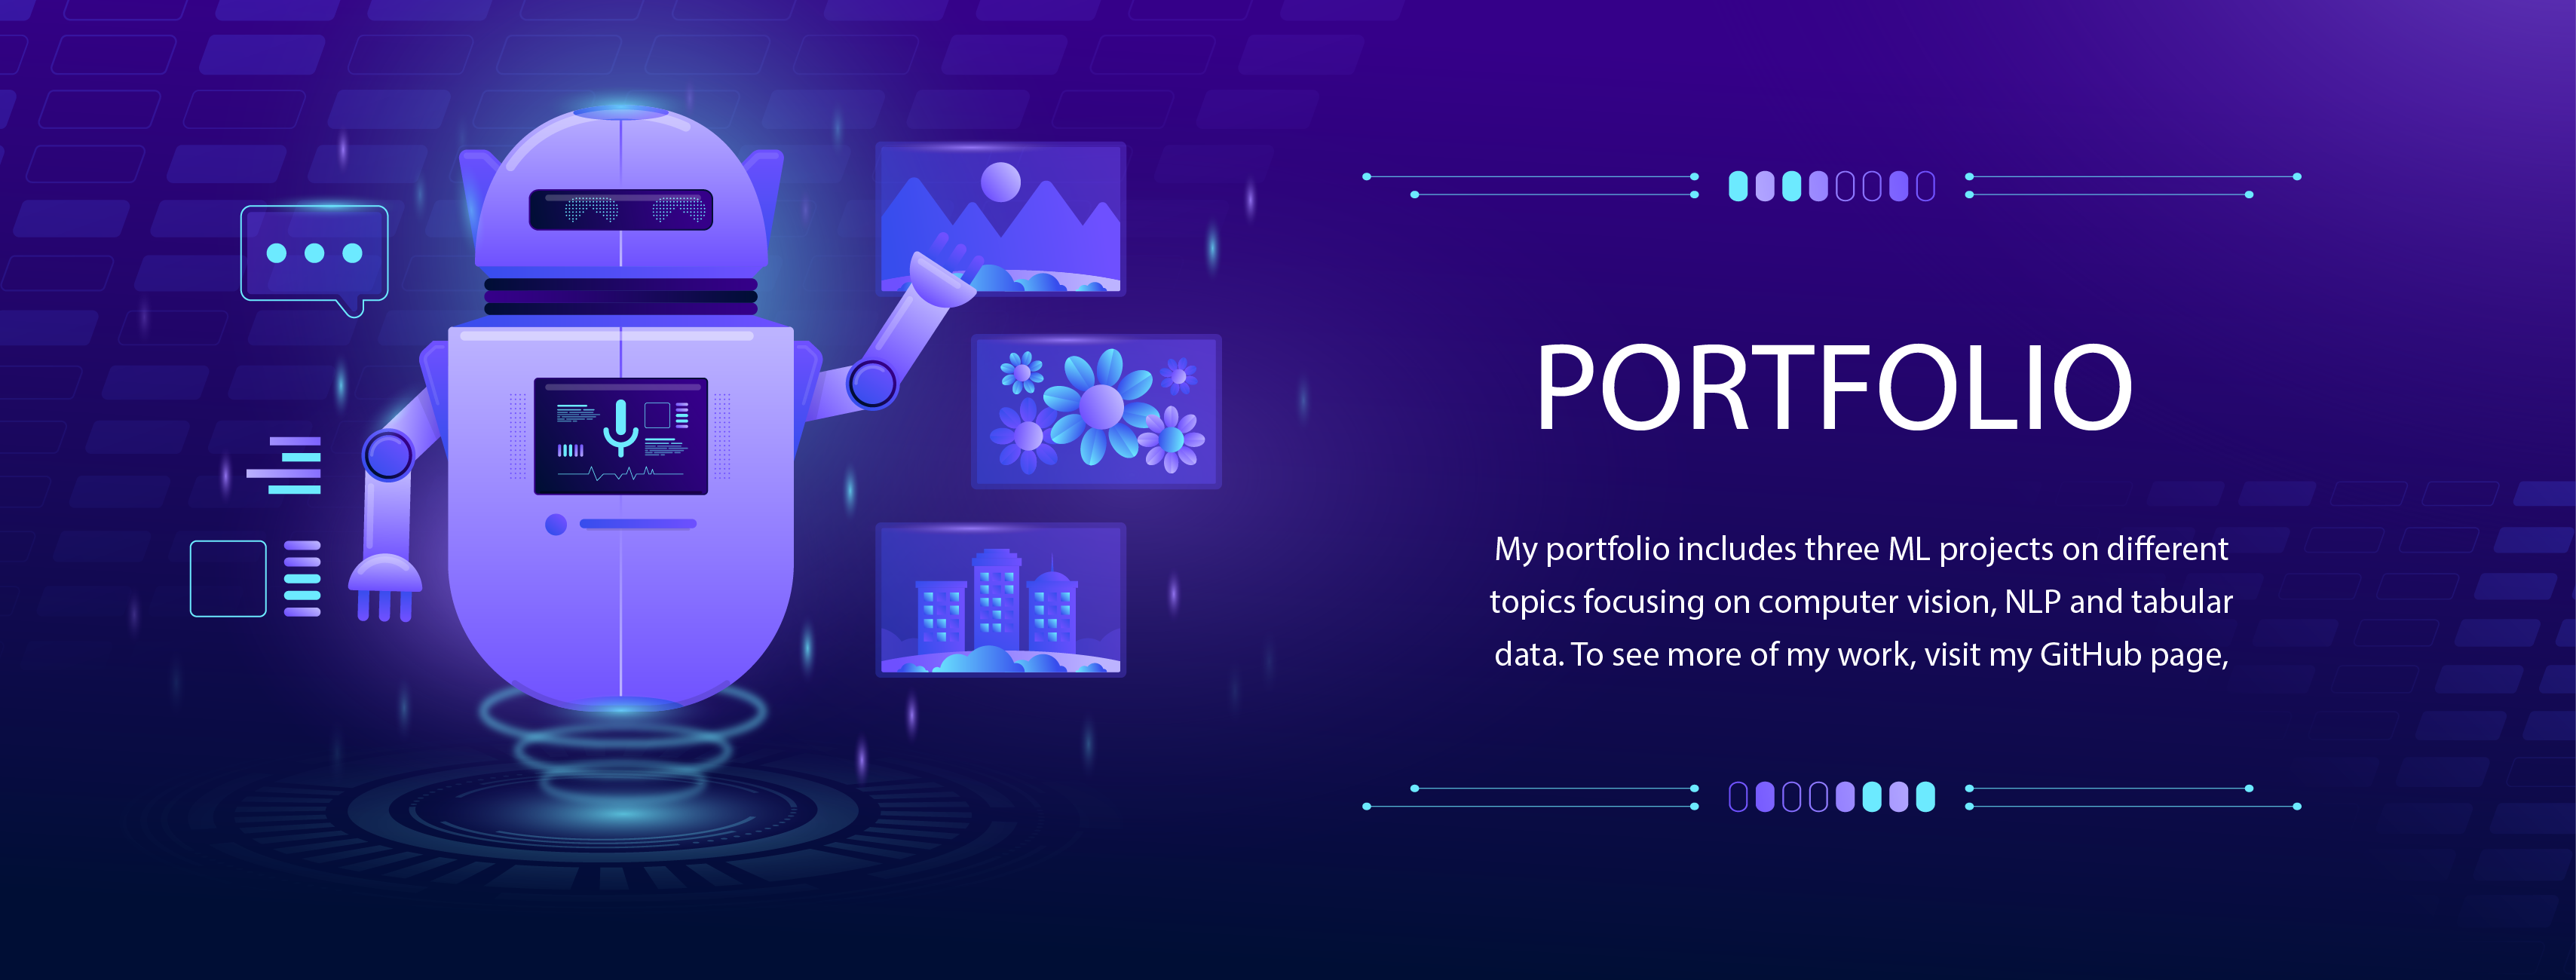 PORTFOLIO
My portfolio includes three ML projects on different
topics focusing on computer vision, NLP and tabular
data. To see more of my work, visit my GitHub page,